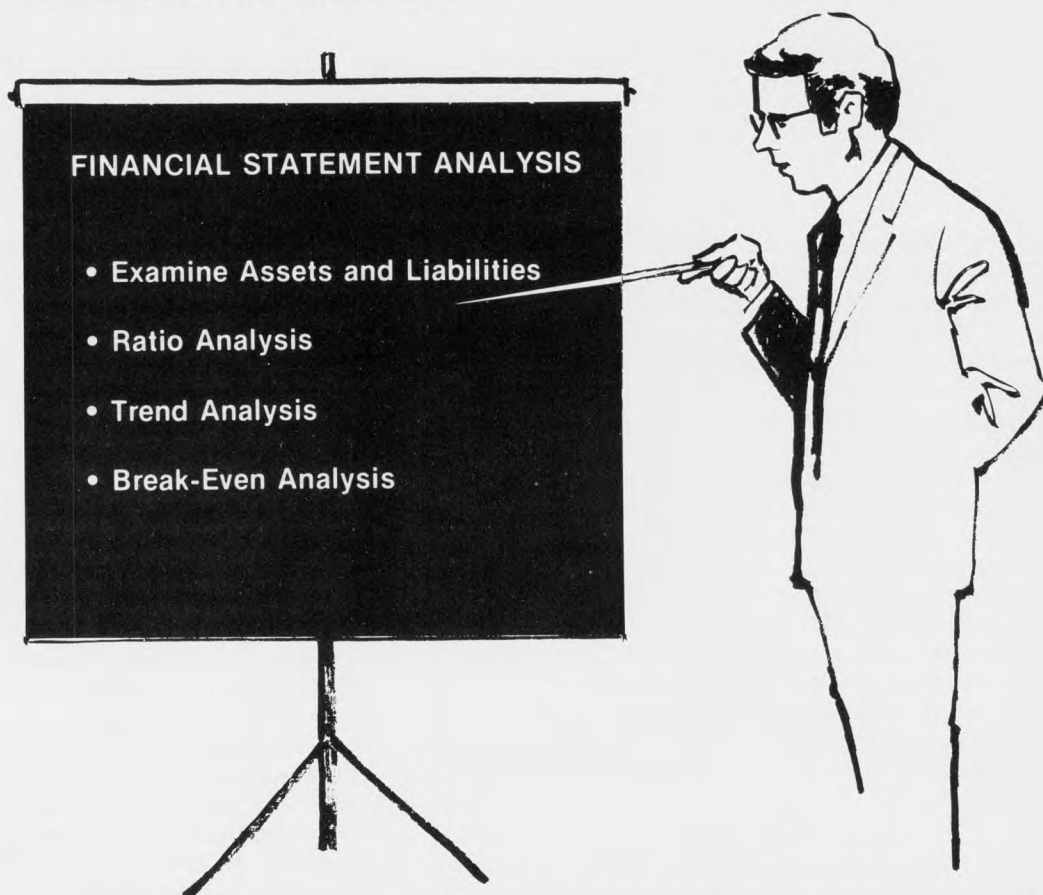 FINANCIAL STATEMENT ANALYSIS
• Examine Assets and Liabilities
• Ratio Analysis
• Trend Analysis
• Break-Even Analysis